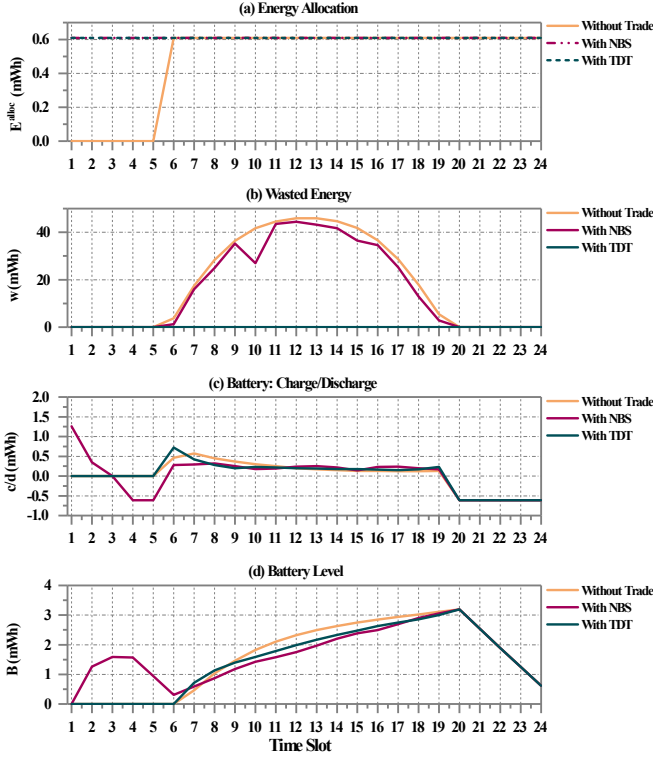 (a) Energy Allocation
E^alloc (mWh)
0.6
0.4
0.2
0.0
1 2 3 4 5 6 7 8 9 10 11 12 13 14 15 16 17 18 19 20 21 22 23 24
Without Trade
With NBS
With TDT
(b) Wasted Energy
w (mWh)
40
20
0
1 2 3 4 5 6 7 8 9 10 11 12 13 14 15 16 17 18 19 20 21 22 23 24
Without Trade
With NBS
With TDT
(c) Battery: Charge/Discharge
c/d (mWh)
2.0
1.5
1.0
0.5
0.0
-0.5
-1.0
1 2 3 4 5 6 7 8 9 10 11 12 13 14 15 16 17 18 19 20 21 22 23 24
Without Trade
With NBS
With TDT
(d) Battery Level
B (mWh)
4
3
2
1
0
1 2 3 4 5 6 7 8 9 10 11 12 13 14 15 16 17 18 19 20 21 22 23 24
Without Trade
With NBS
With TDT
Time Slot